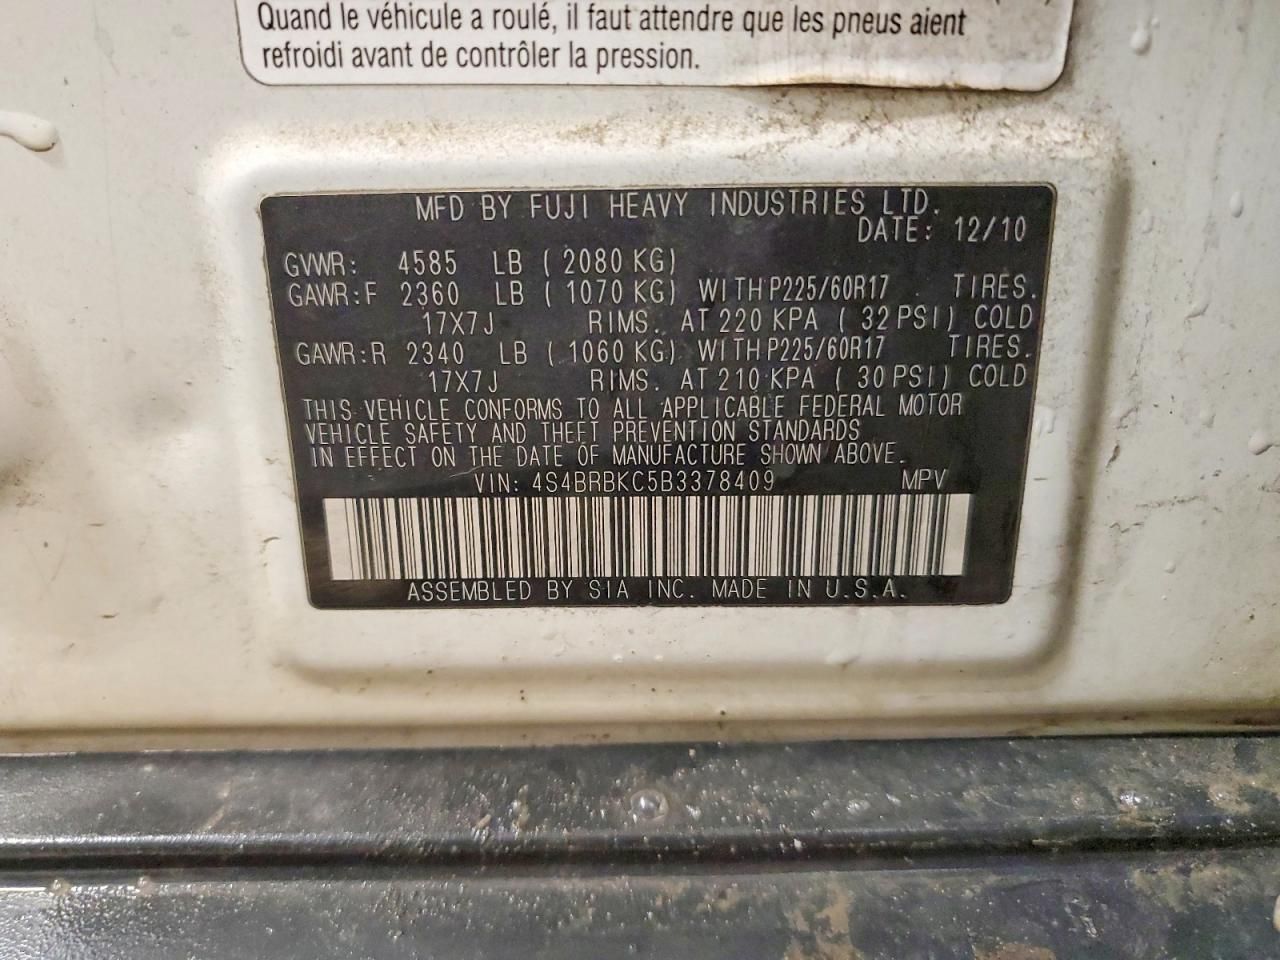 Quand le véhicule a roulé, il faut attendre que les pneus aient
refroidi avant de contrôler la pression.
MFD BY FUJI HEAVY INDUSTRIES LTD.
DATE: 12/10
GVWR: 4585 LB ( 2080 KG)
GAWR:F 2360 LB ( 1070 KG) WITH P225/60R17 TIRES.
17X7J RIMS. AT 220 KPA ( 32 PSI) COLD
GAWR:R 2340 LB ( 1060 KG) WITH P225/60R17 TIRES.
17X7J RIMS. AT 210 KPA ( 30 PSI) COLD
THIS VEHICLE CONFORMS TO ALL APPLICABLE FEDERAL MOTOR
VEHICLE SAFETY AND THEFT PREVENTION STANDARDS
IN EFFECT ON THE DATE OF MANUFACTURE SHOWN ABOVE.
VIN: 4S4BRBKC5B3378409 MPV
ASSEMBLED BY SIA INC. MADE IN U.S.A.